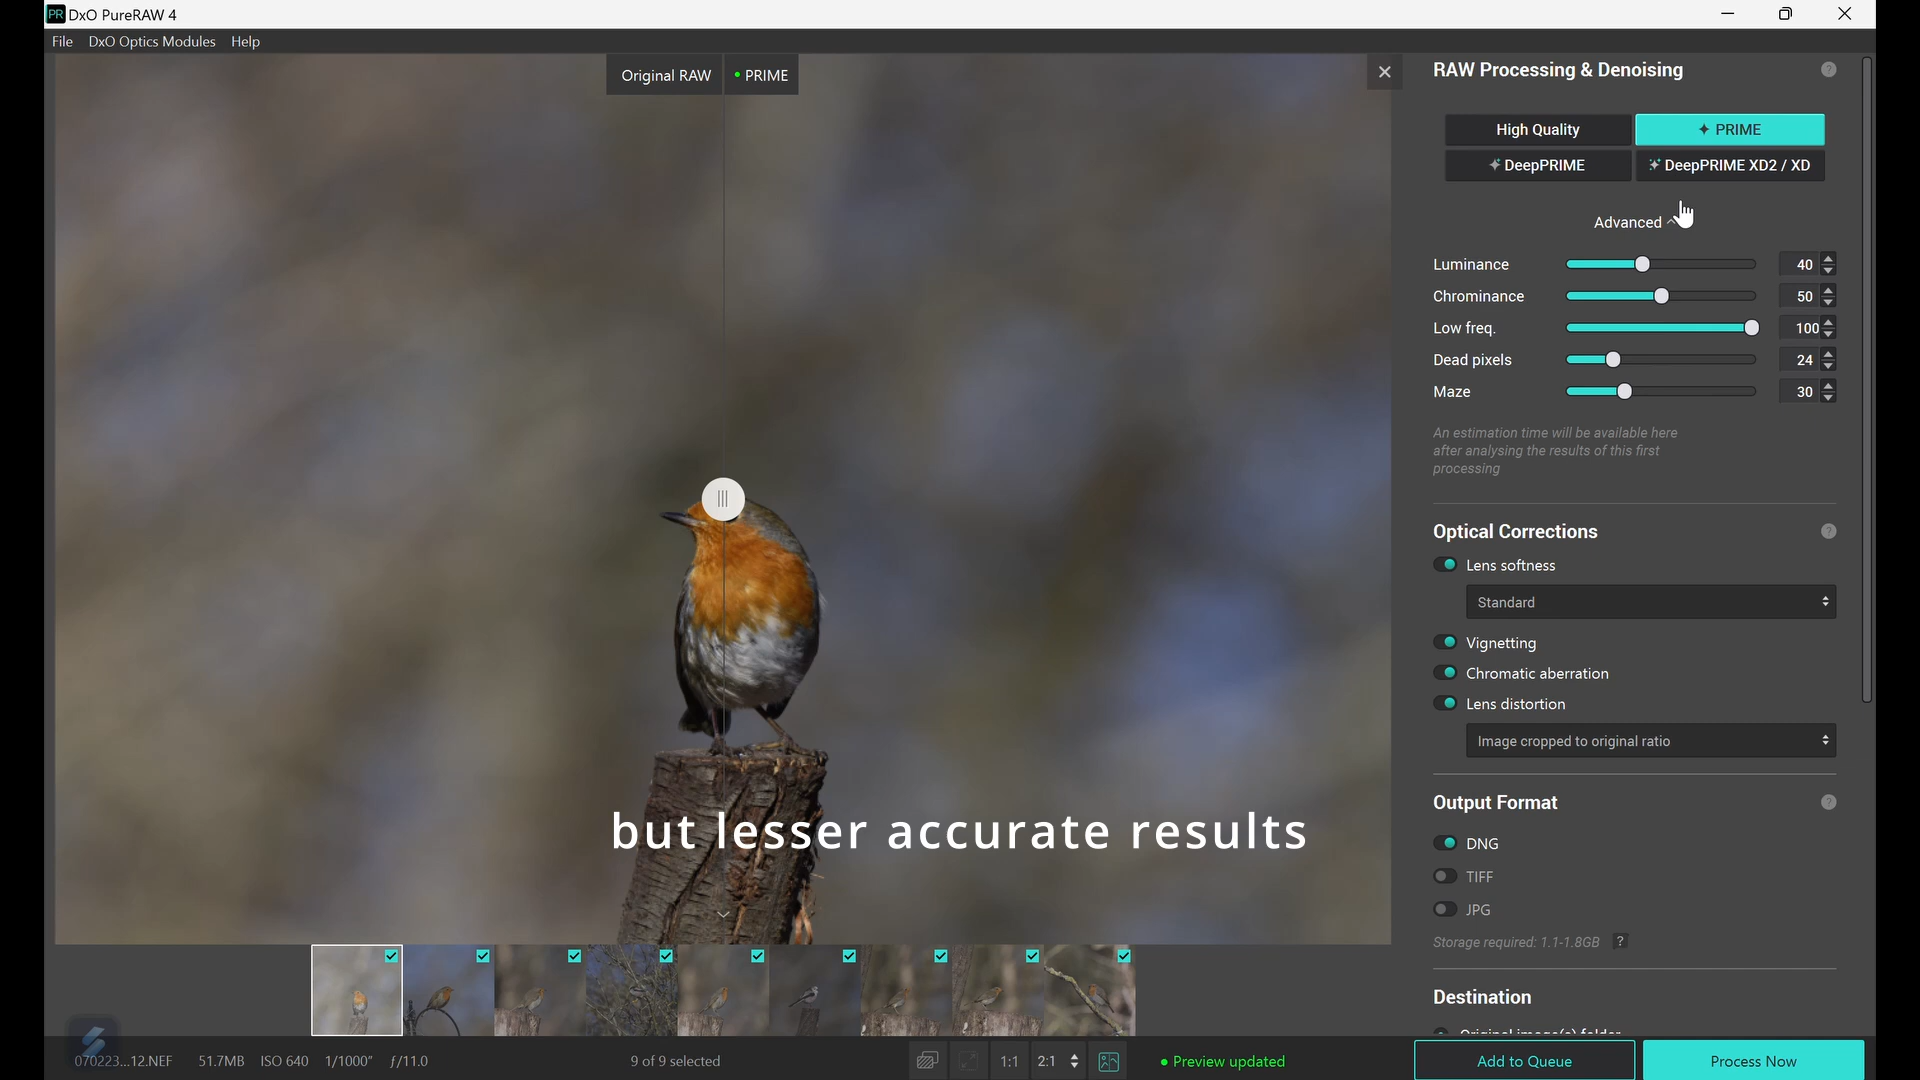 PR DxO PureRAW 4
File DxO Optics Modules Help
Original RAW PRIME
RAW Processing & Denoising
High Quality PRIME
DeepPRIME DeepPRIME XD2 / XD
Advanced
Luminance 40
Chrominance 50
Low freq. 100
Dead pixels 24
Maze 30
An estimation time will be available here
after analysing the results of this first
processing
Optical Corrections
Lens softness
Standard
Vignetting
Chromatic aberration
Lens distortion
Image cropped to original ratio
Output Format
DNG
TIFF
JPG
Storage required: 1.1-1.8GB ?
but lesser accurate results
Destination
Original image(s) folder
070223...12.NEF 51.7MB ISO 640 1/1000" ƒ/11.0 9 of 9 selected 1:1 2:1 Preview updated
Add to Queue Process Now